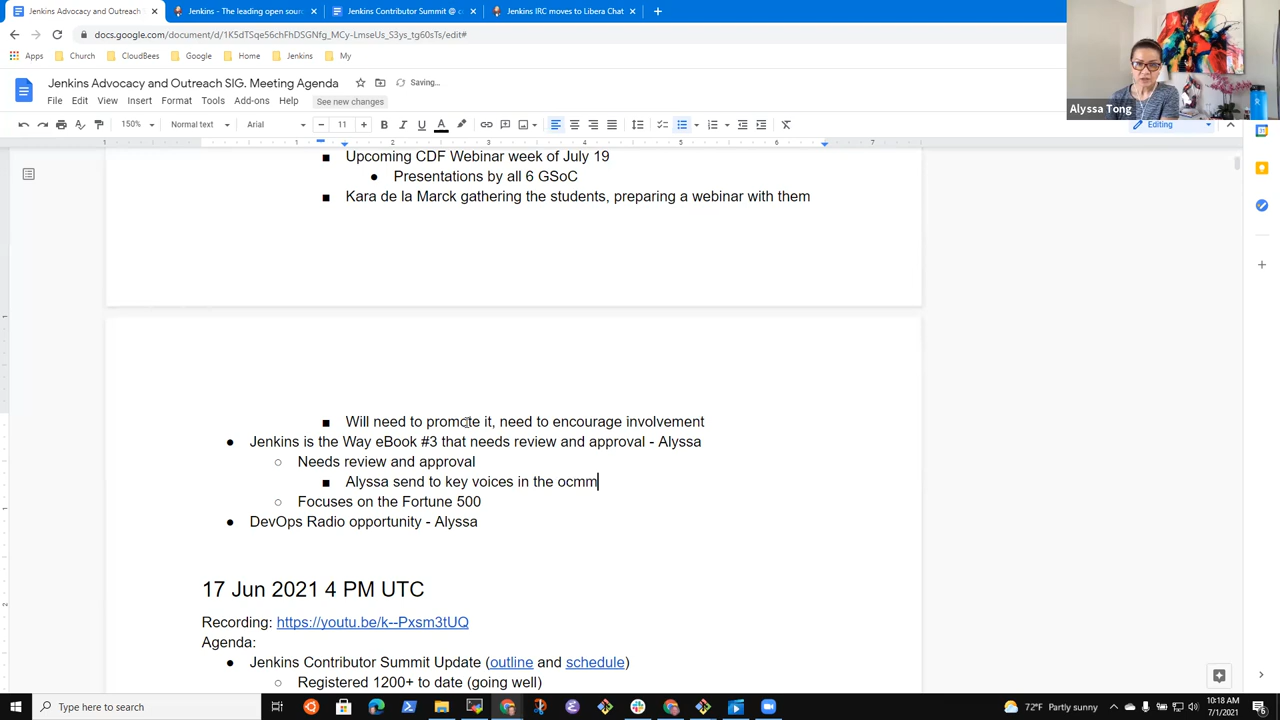 Jenkins Advocacy and Outreach
Jenkins - The leading open sour
Jenkins Contributor Summit @ c
Jenkins IRC moves to Libera Chat
docs.google.com/document/d/1K5dTSqe56chFhDSGNfg_MCy-LmseUs_S3ys_tg60sTs/edit#
Apps Church CloudBees Google Home Jenkins My
Jenkins Advocacy and Outreach SIG. Meeting Agenda
Saving...
File Edit View Insert Format Tools Add-ons Help See new changes
150% Normal text Arial 11 Editing
Alyssa Tong
1 1 2 3 4 5 6 7
Upcoming CDF Webinar week of July 19
Presentations by all 6 GSoC
Kara de la Marck gathering the students, preparing a webinar with them
Will need to promote it, need to encourage involvement
Jenkins is the Way eBook #3 that needs review and approval - Alyssa
Needs review and approval
Alyssa send to key voices in the ocmm
Focuses on the Fortune 500
DevOps Radio opportunity - Alyssa
17 Jun 2021 4 PM UTC
Recording: https://youtu.be/k--Pxsm3tUQ
Agenda:
Jenkins Contributor Summit Update (outline and schedule)
Registered 1200+ to date (going well)
Type here to search
72°F Partly sunny
10:18 AM
7/1/2021